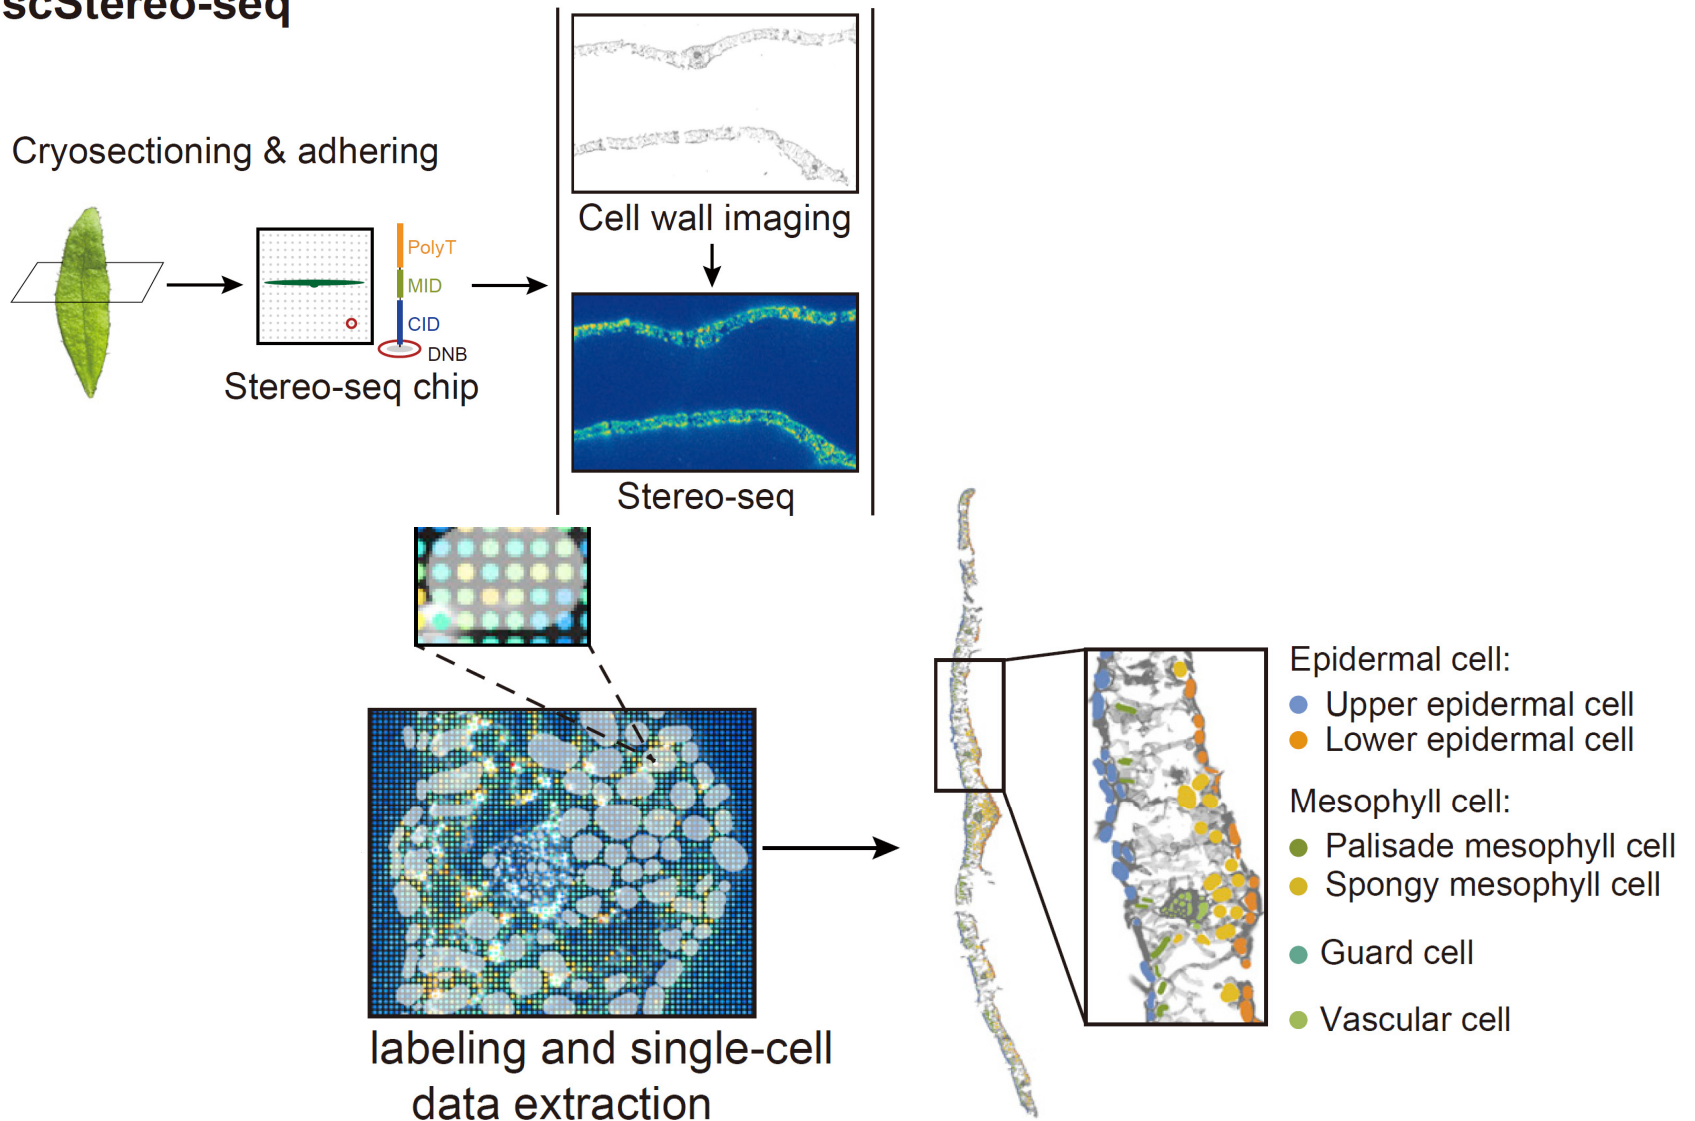 scStereo-seq
Cryosectioning & adhering
PolyT
MID
CID
DNB
Stereo-seq chip
Cell wall imaging
Stereo-seq
labeling and single-cell
data extraction
Epidermal cell:
Upper epidermal cell
Lower epidermal cell
Mesophyll cell:
Palisade mesophyll cell
Spongy mesophyll cell
Guard cell
Vascular cell